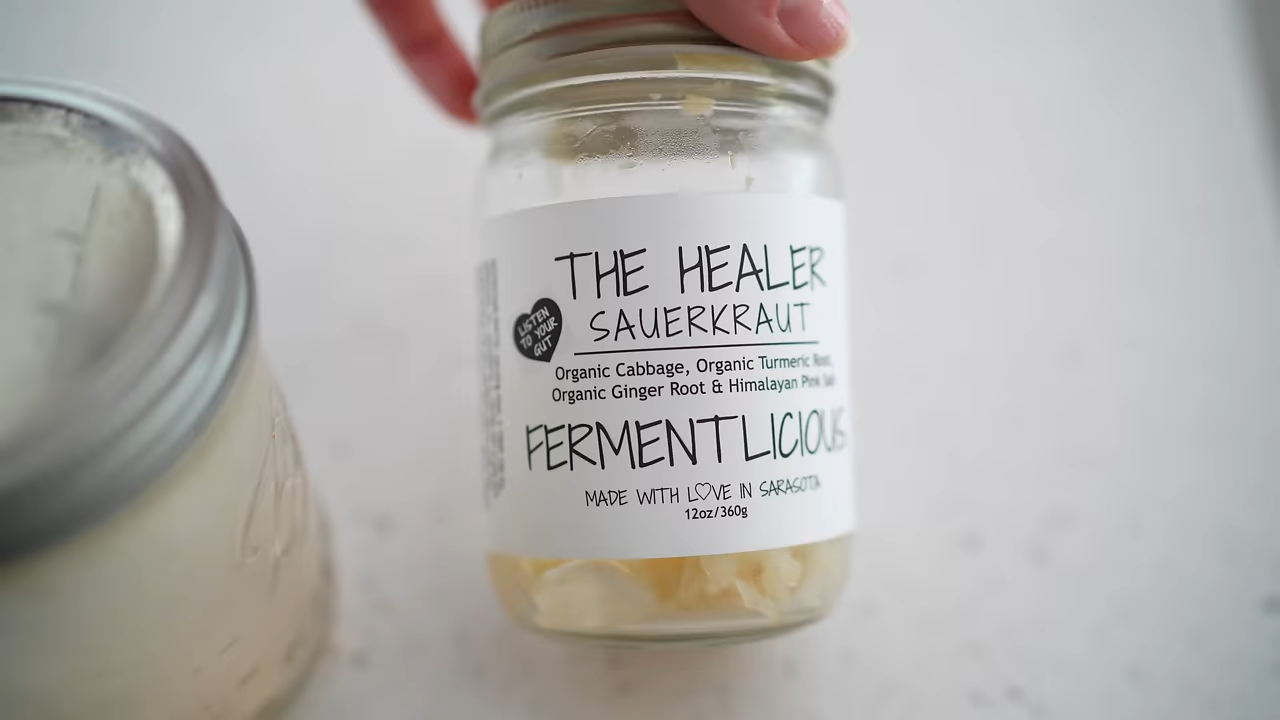 THE HEALER
SAUERKRAUT
LISTEN
TO YOUR
GUT
Organic Cabbage, Organic Turmeric Root,
Organic Ginger Root & Himalayan Pink Salt
FERMENTLICIOUS
MADE WITH L♡VE IN SARASOTA
12oz/360g